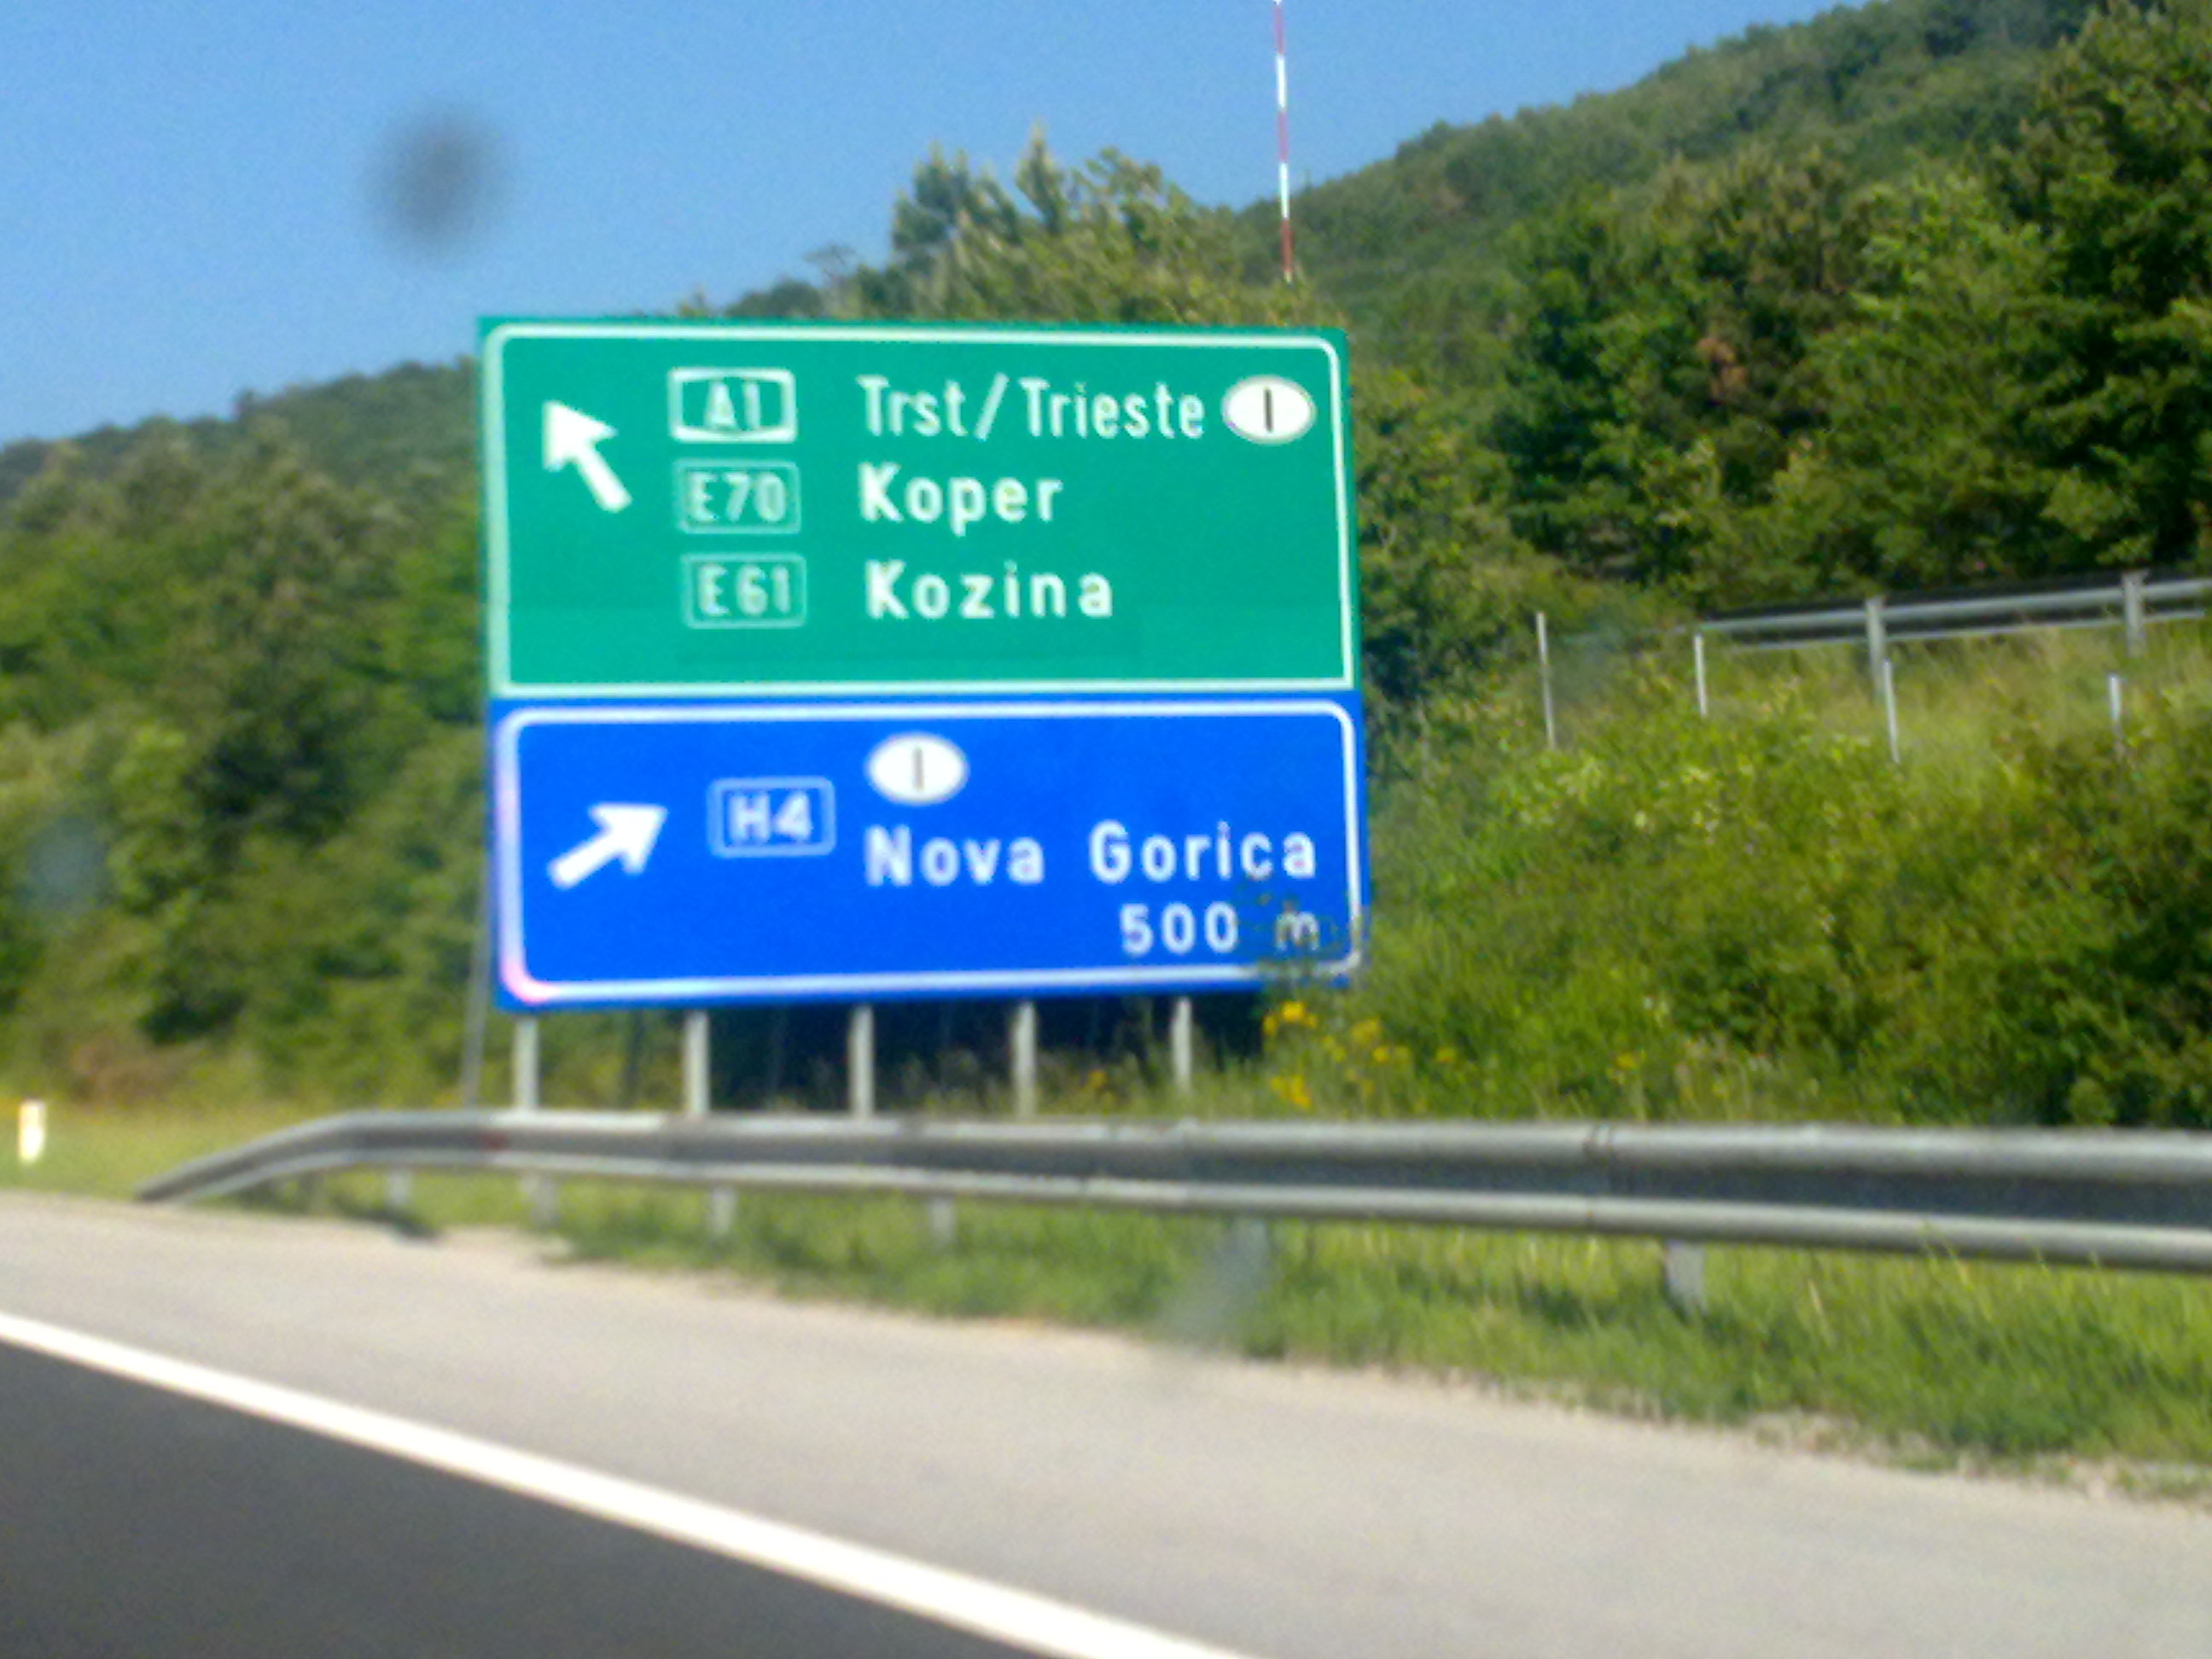 A1 Trst/Trieste I
E70 Koper
E61 Kozina
I
H4 Nova Gorica
500 m